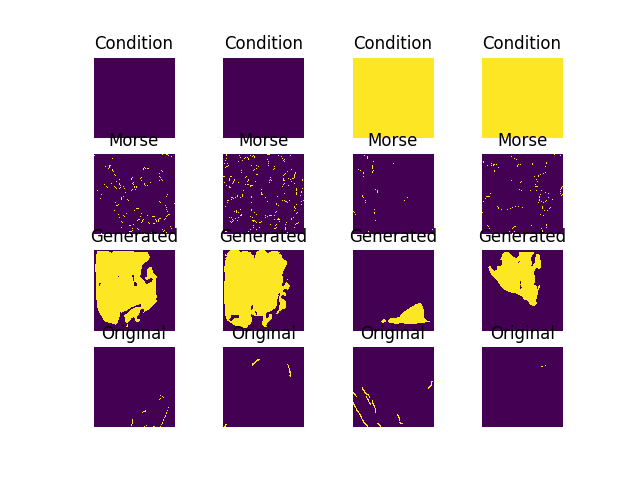 Condition Condition Condition Condition
Morse Morse Morse Morse
Generated Generated Generated Generated
Original Original Original Original